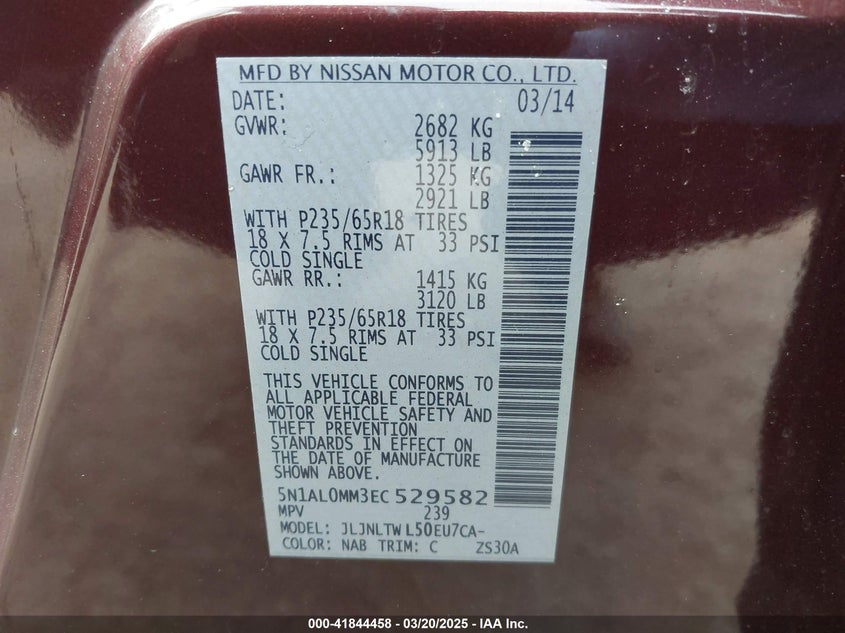 MFD BY NISSAN MOTOR CO., LTD.
DATE: 03/14
GVWR: 2682 KG
5913 LB
GAWR FR.: 1325 KG
2921 LB
WITH P235/65R18 TIRES
18 X 7.5 RIMS AT 33 PSI
COLD SINGLE
GAWR RR.: 1415 KG
3120 LB
WITH P235/65R18 TIRES
18 X 7.5 RIMS AT 33 PSI
COLD SINGLE
THIS VEHICLE CONFORMS TO
ALL APPLICABLE FEDERAL
MOTOR VEHICLE SAFETY AND
THEFT PREVENTION
STANDARDS IN EFFECT ON
THE DATE OF MANUFACTURE
SHOWN ABOVE.
5N1AL0MM3EC529582
MPV 239
MODEL: JLJNLTWL50EU7CA-
COLOR: NAB TRIM: C ZS30A
000-41844458 - 03/20/2025 - IAA Inc.